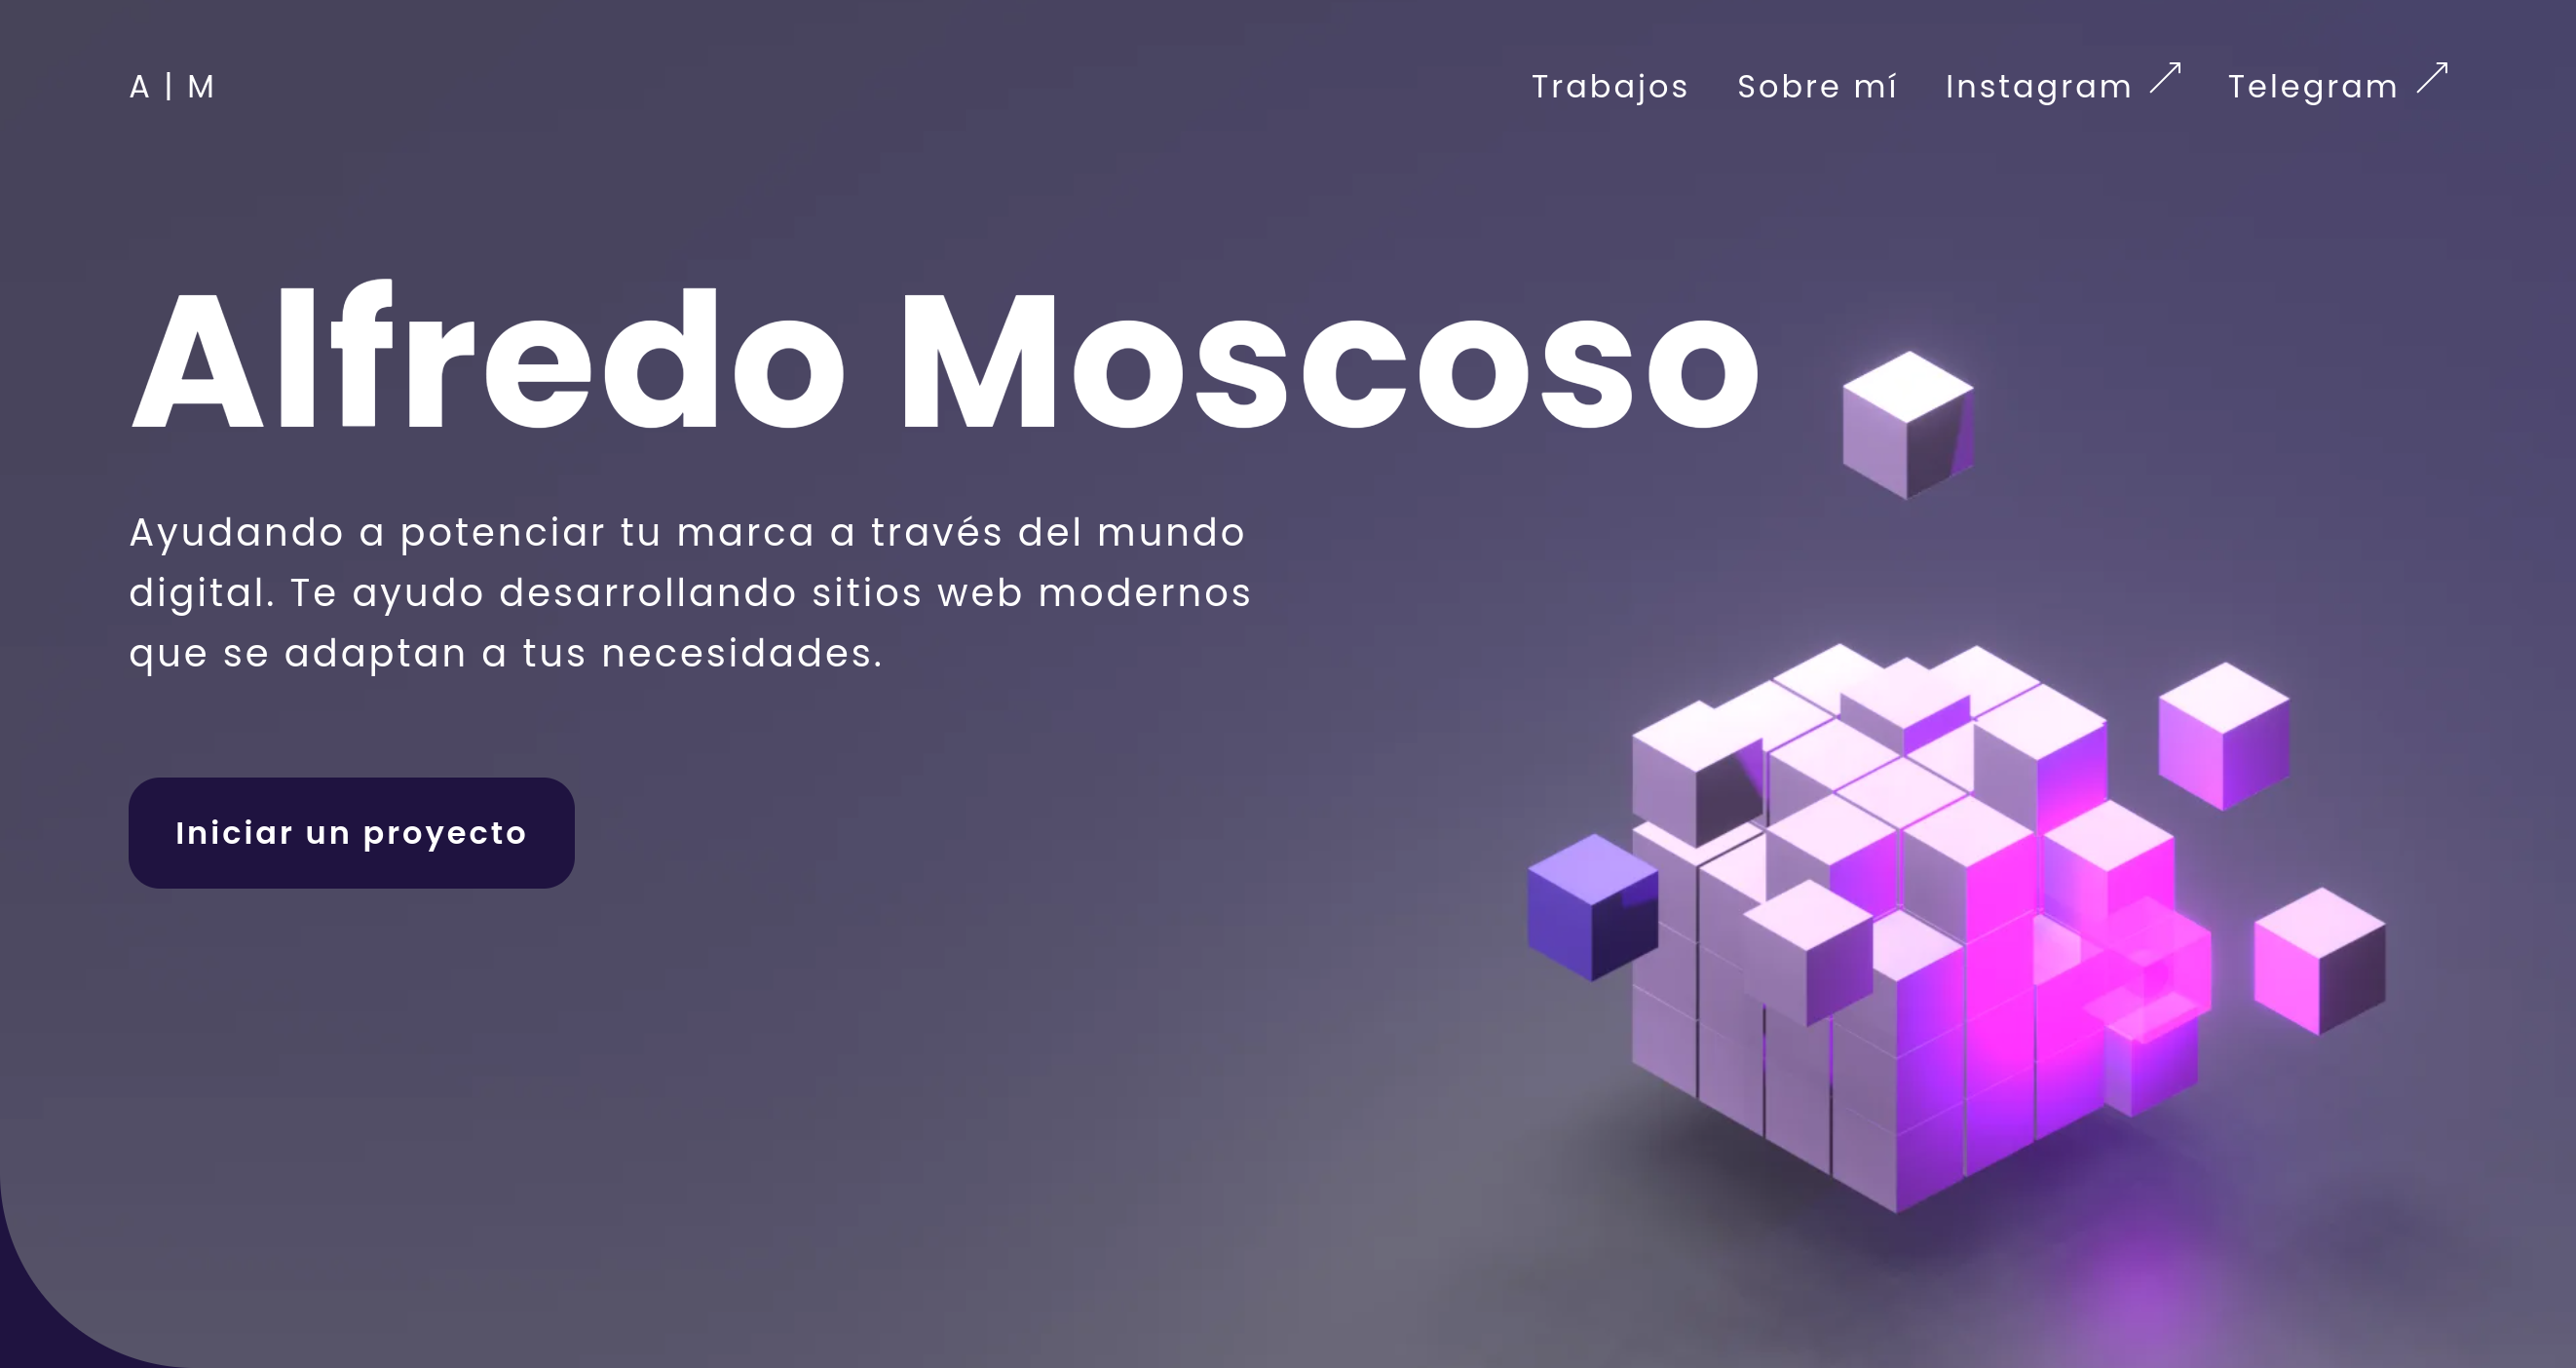 A | M
Trabajos Sobre mí Instagram Telegram
Alfredo Moscoso
Ayudando a potenciar tu marca a través del mundo
digital. Te ayudo desarrollando sitios web modernos
que se adaptan a tus necesidades.
Iniciar un proyecto